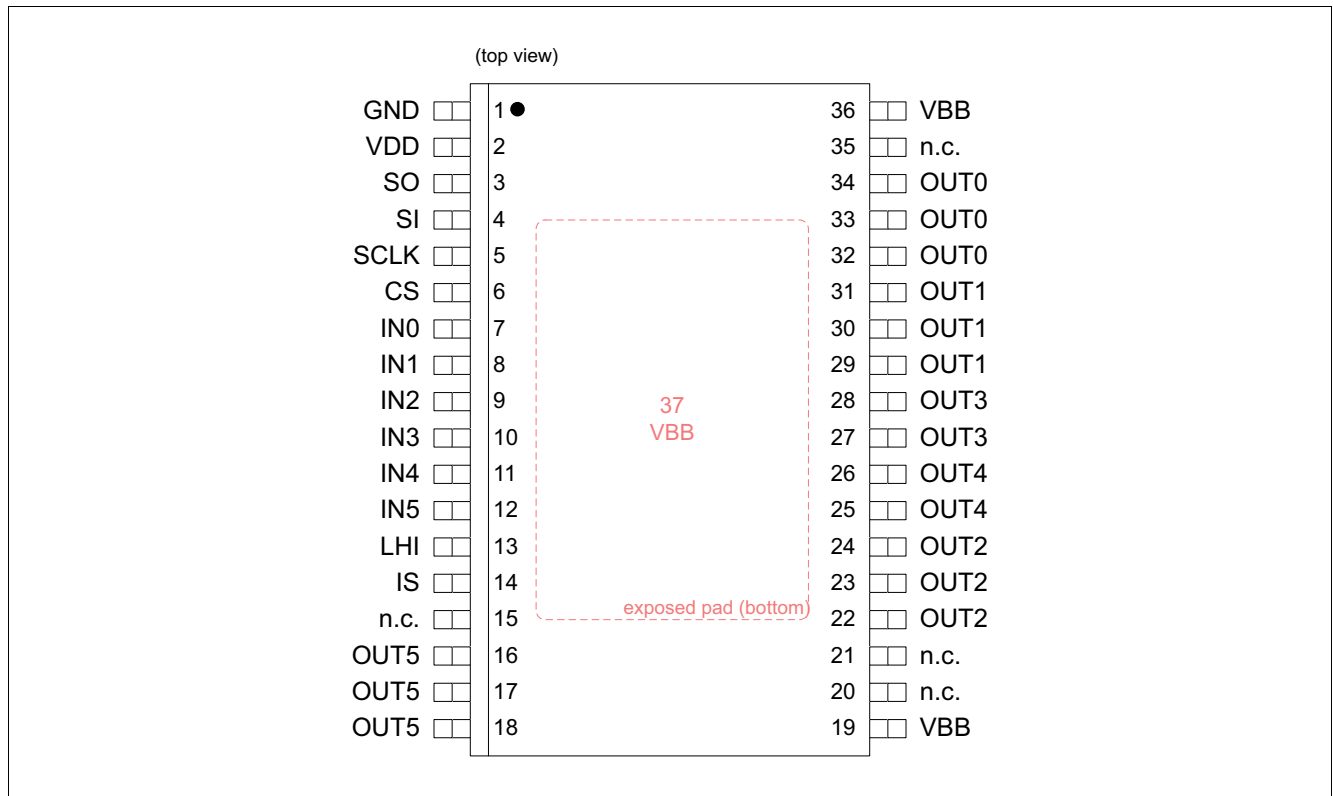 (top view)
GND 1 36 VBB
VDD 2 35 n.c.
SO 3 34 OUT0
SI 4 33 OUT0
SCLK 5 32 OUT0
CS 6 31 OUT1
IN0 7 30 OUT1
IN1 8 29 OUT1
IN2 9 28 OUT3
37
VBB
IN3 10 27 OUT3
IN4 11 26 OUT4
IN5 12 25 OUT4
LHI 13 24 OUT2
IS 14 23 OUT2
exposed pad (bottom)
n.c. 15 22 OUT2
OUT5 16 21 n.c.
OUT5 17 20 n.c.
OUT5 18 19 VBB